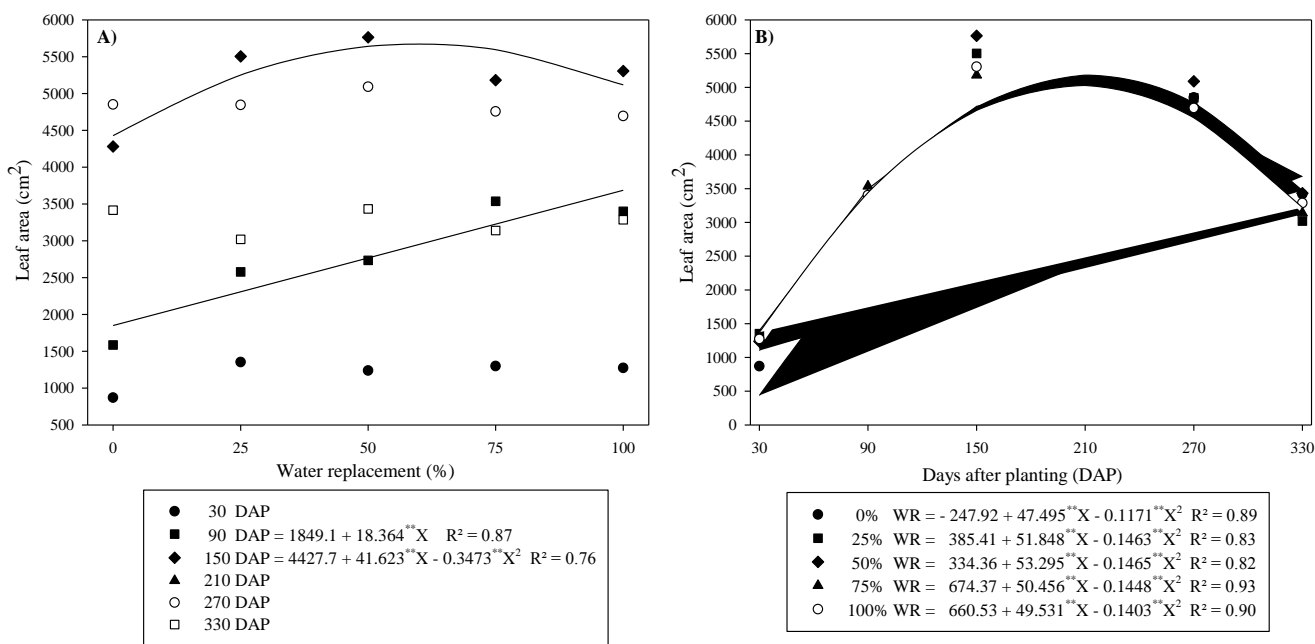 A)
6000
5500
5000
4500
4000
3500
3000
2500
2000
1500
1000
500
Leaf area (cm²)
0 25 50 75 100
Water replacement (%)
30 DAP
90 DAP = 1849.1 + 18.364**X R² = 0.87
150 DAP = 4427.7 + 41.623**X - 0.3473**X² R² = 0.76
210 DAP
270 DAP
330 DAP
B)
6000
5500
5000
4500
4000
3500
3000
2500
2000
1500
1000
500
0
Leaf area (cm²)
30 90 150 210 270 330
Days after planting (DAP)
0% WR = - 247.92 + 47.495**X - 0.1171**X² R² = 0.89
25% WR = 385.41 + 51.848**X - 0.1463**X² R² = 0.83
50% WR = 334.36 + 53.295**X - 0.1465**X² R² = 0.82
75% WR = 674.37 + 50.456**X - 0.1448**X² R² = 0.93
100% WR = 660.53 + 49.531**X - 0.1403**X² R² = 0.90